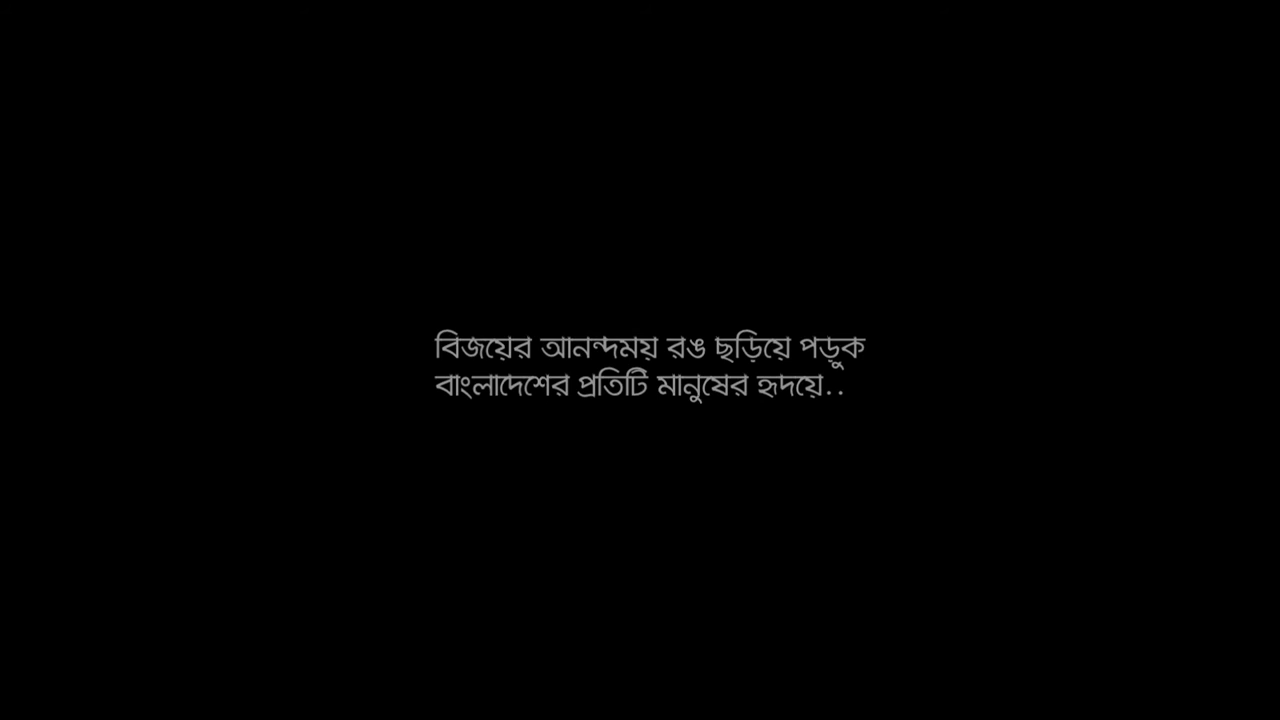 বিজয়ের আনন্দময় রঙ ছড়িয়ে পড়ুক
বাংলাদেশের প্রতিটি মানুষের হৃদয়ে..